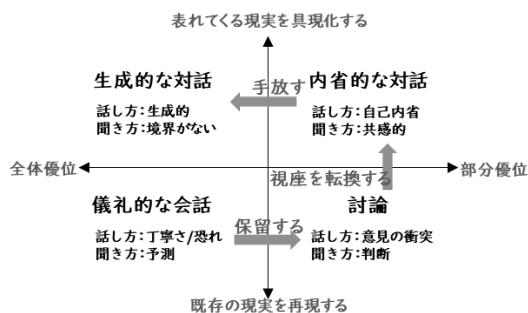 表れてくる現実を具現化する
生成的な対話
手放す
内省的な対話
話し方：生成的
聞き方：境界がない
話し方：自己内省
聞き方：共感的
全体優位
視座を転換する
部分優位
儀礼的な会話
保留する
討論
話し方：丁寧さ/恐れ
聞き方：予測
話し方：意見の衝突
聞き方：判断
既存の現実を再現する